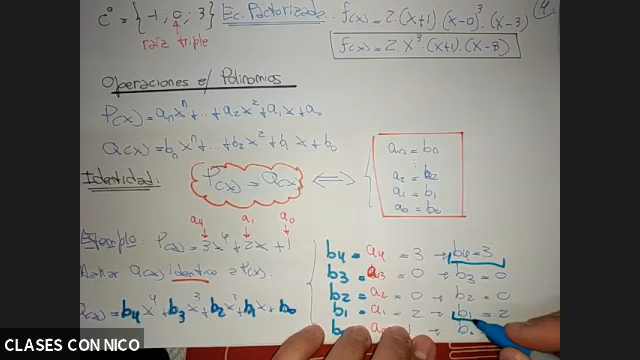 C⁰ = {-1; 0; 3} Ec. Factorizada: f(x) = 2·(x+1)·(x-0)³·(x-3)
raíz triple
f(x) = 2·x³·(x+1)·(x-3)
Operaciones e/ Polinomios
P(x) = aₙxⁿ + ... + a₂x² + a₁x + a₀
Q(x) = bₙxⁿ + ... + b₂x² + b₁x + b₀
Identidad: P(x) = Q(x) ⟺
aₙ = bₙ
⋮
a₂ = b₂
a₁ = b₁
a₀ = b₀
a₄ a₁ a₀
Ejemplo: P(x) = 3x⁴ + 2x + 1
Hallar Q(x) idéntico a P(x).
Q(x) = b₄x⁴ + b₃x³ + b₂x² + b₁x + b₀
b₄ = a₄ = 3 → b₄ = 3
b₃ = a₃ = 0 → b₃ = 0
b₂ = a₂ = 0 → b₂ = 0
b₁ = a₁ = 2 → b₁ = 2
CLASES CON NICO